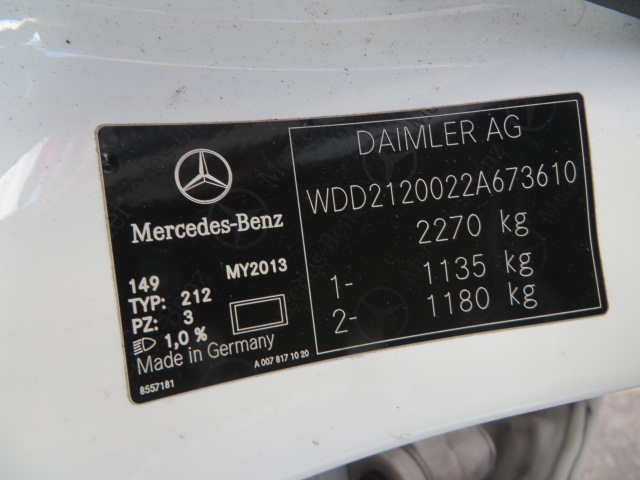 Mercedes-Benz
149 MY2013
TYP: 212
PZ: 3
1,0 %
Made in Germany A 007 817 10 20
8557181
DAIMLER AG
WDD2120022A673610
2270 kg
1- 1135 kg
2- 1180 kg